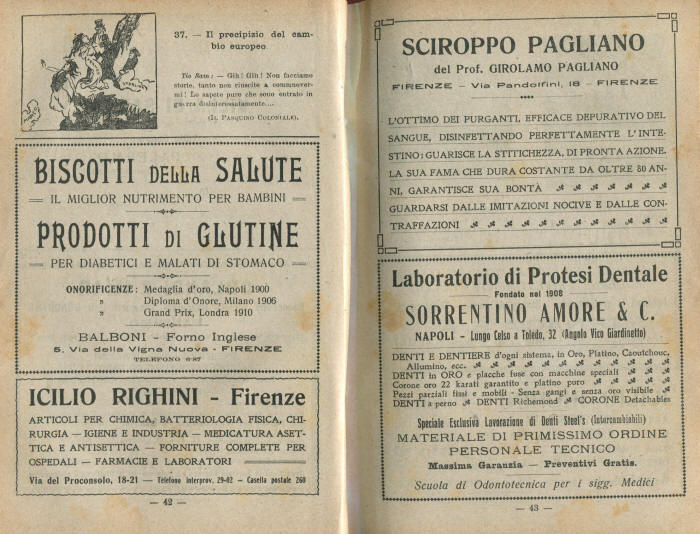 37. — Il precipizio del cam-
bio europeo.
Zio Sam: — Gih! Gih! Non facciamo
storie, tanto non riuscite a commuover-
mi! Lo sapete pure che sono entrato in
guerra disinteressatamente....
(IL PASQUINO COLONIALE).
BISCOTTI DELLA SALUTE
IL MIGLIOR NUTRIMENTO PER BAMBINI
PRODOTTI DI GLUTINE
PER DIABETICI E MALATI DI STOMACO
ONORIFICENZE: Medaglia d'oro, Napoli 1900
» Diploma d'Onore, Milano 1906
» Grand Prix, Londra 1910
BALBONI - Forno Inglese
5, Via della Vigna Nuova - FIRENZE
TELEFONO 6-87
ICILIO RIGHINI - Firenze
ARTICOLI PER CHIMICA, BATTERIOLOGIA FISICA, CHI-
RURGIA — IGIENE E INDUSTRIA — MEDICATURA ASET-
TICA E ANTISETTICA — FORNITURE COMPLETE PER
OSPEDALI — FARMACIE E LABORATORI
Via del Proconsolo, 18-21 — Telefono interprov. 29-02 — Casella postale 260
— 42 —
SCIROPPO PAGLIANO
del Prof. GIROLAMO PAGLIANO
FIRENZE — Via Pandolfini, 18 — FIRENZE
L'OTTIMO DEI PURGANTI, EFFICACE DEPURATIVO DEL
SANGUE, DISINFETTANDO PERFETTAMENTE L'INTE-
STINO: GUARISCE LA STITICHEZZA, DI PRONTA AZIONE.
LA SUA FAMA CHE DURA COSTANTE DA OLTRE 80 AN-
NI, GARANTISCE SUA BONTÀ
GUARDARSI DALLE IMITAZIONI NOCIVE E DALLE CON-
TRAFFAZIONI
Laboratorio di Protesi Dentale
Fondato nel 1908
SORRENTINO AMORE & C.
NAPOLI - Lungo Celso a Toledo, 32 (Angolo Vico Giardinetto)
DENTI E DENTIERE d'ogni sistema, in Oro, Platino, Caoutchouc,
Allumino, ecc.
DENTI in ORO e placche fuse con macchine speciali
Corone oro 22 karati garantito e platino puro
Pezzi parziali fissi e mobili - Senza gangi e senza oro visibile
DENTI a perno DENTI Richemond CORONE Detachables
Speciale Esclusiva Lavorazione di Denti Steel's (Intercambiabili)
MATERIALE DI PRIMISSIMO ORDINE
PERSONALE TECNICO
Massima Garanzia — Preventivi Gratis.
Scuola di Odontotecnica per i sigg. Medici
— 43 —